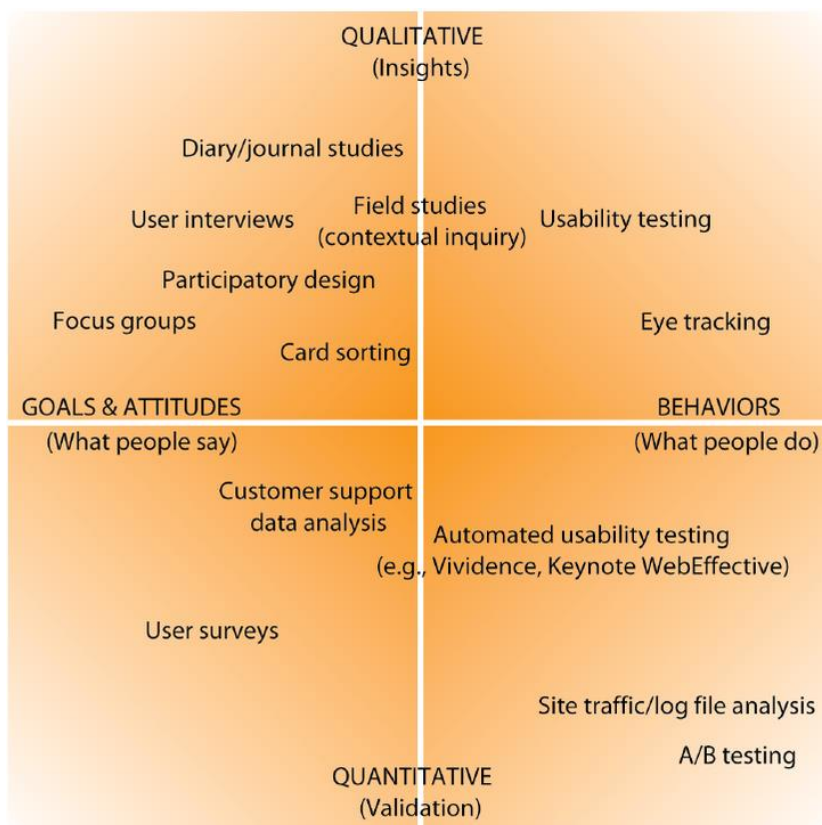 QUALITATIVE
(Insights)
Diary/journal studies
User interviews
Field studies
(contextual inquiry)
Usability testing
Participatory design
Focus groups
Eye tracking
Card sorting
GOALS & ATTITUDES
(What people say)
BEHAVIORS
(What people do)
Customer support
data analysis
Automated usability testing
(e.g., Vividence, Keynote WebEffective)
User surveys
Site traffic/log file analysis
A/B testing
QUANTITATIVE
(Validation)